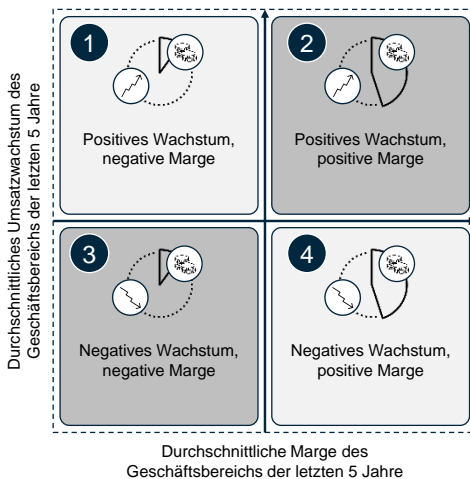 Durchschnittliches Umsatzwachstum des
Geschäftsbereichs der letzten 5 Jahre
1
Positives Wachstum,
negative Marge
2
Positives Wachstum,
positive Marge
3
Negatives Wachstum,
negative Marge
4
Negatives Wachstum,
positive Marge
Durchschnittliche Marge des
Geschäftsbereichs der letzten 5 Jahre